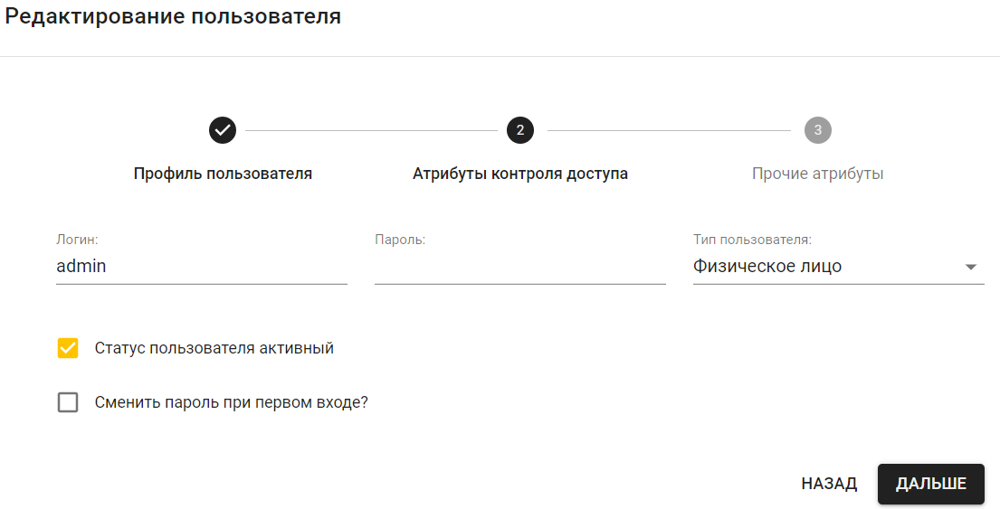 Редактирование пользователя
2
3
Профиль пользователя
Атрибуты контроля доступа
Прочие атрибуты
Логин:
Пароль:
Тип пользователя:
admin
Физическое лицо
Статус пользователя активный
Сменить пароль при первом входе?
НАЗАД
ДАЛЬШЕ